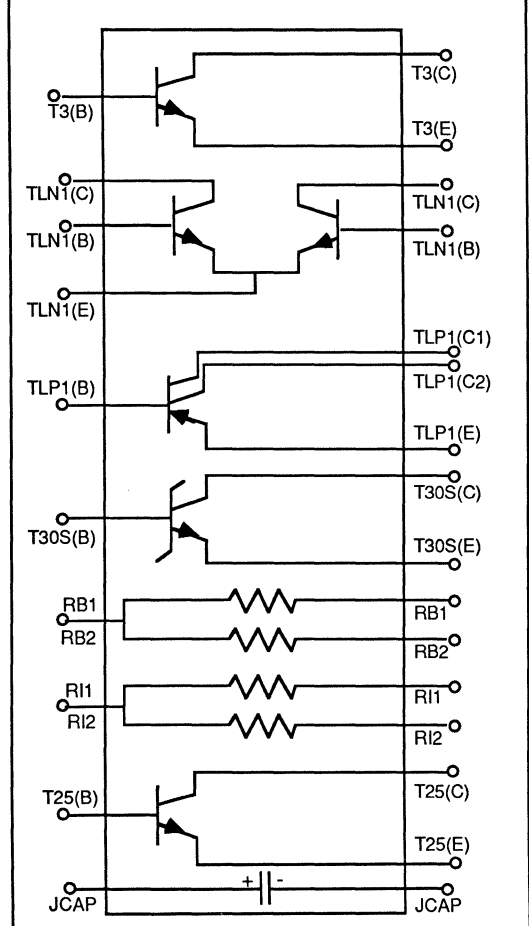 T3(C)
T3(B)
T3(E)
TLN1(C)
TLN1(C)
TLN1(B)
TLN1(B)
TLN1(E)
TLP1(C1)
TLP1(B)
TLP1(C2)
TLP1(E)
T30S(C)
T30S(B)
T30S(E)
RB1
RB1
RB2
RB2
RI1
RI1
RI2
RI2
T25(C)
T25(B)
T25(E)
+ -
JCAP
JCAP